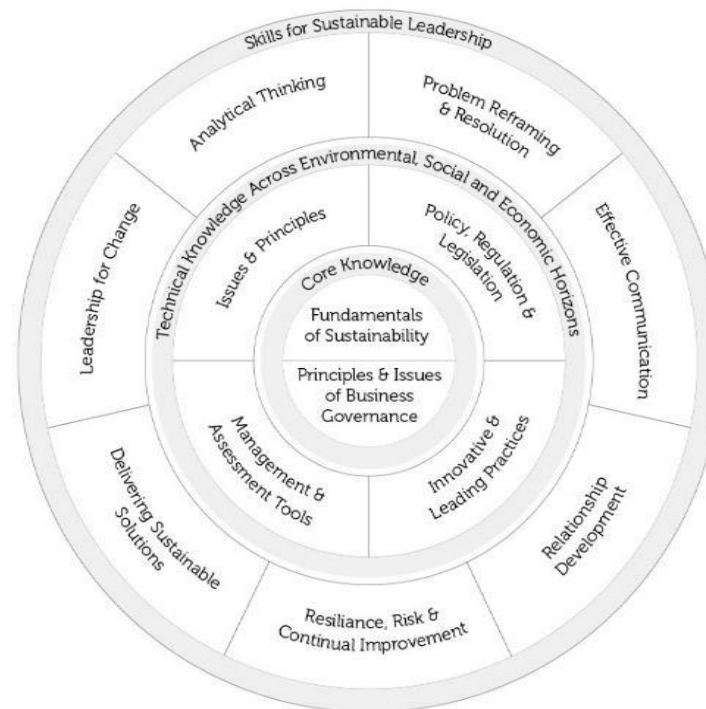 Skills for Sustainable Leadership
Analytical Thinking
Problem Reframing
& Resolution
Technical Knowledge Across Environmental, Social and Economic Horizons
Leadership for Change
Issues & Principles
Policy, Regulation &
Legislation
Effective Communication
Core Knowledge
Fundamentals
of Sustainability
Principles & Issues
of Business
Governance
Management &
Assessment Tools
Innovative &
Leading Practices
Delivering Sustainable
Solutions
Relationship
Development
Resiliance, Risk &
Continual Improvement